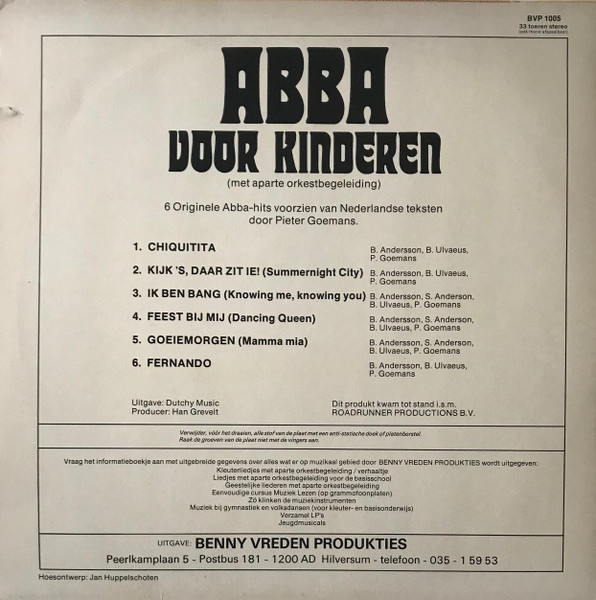 BVP 1005
33 toeren stereo
ABBA
VOOR KINDEREN
(met aparte orkestbegeleiding)
6 Originele Abba-hits voorzien van Nederlandse teksten
door Pieter Goemans.
1. CHIQUITITA B. Andersson, B. Ulvaeus,
P. Goemans
2. KIJK 'S, DAAR ZIT IE! (Summernight City) B. Andersson, B. Ulvaeus,
P. Goemans
3. IK BEN BANG (Knowing me, knowing you) B. Andersson, S. Anderson,
B. Ulvaeus, P. Goemans
4. FEEST BIJ MIJ (Dancing Queen) B. Andersson, S. Anderson,
B. Ulvaeus, P. Goemans
5. GOEIEMORGEN (Mamma mia) B. Andersson, S. Anderson,
B. Ulvaeus, P. Goemans
6. FERNANDO B. Andersson, B. Ulvaeus,
P. Goemans
Uitgave: Dutchy Music
Producer: Han Grevelt
Dit produkt kwam tot stand i.s.m.
ROADRUNNER PRODUCTIONS B.V.
Verwijder, vóór het draaien, alle stof van de plaat met een anti-statische doek of platenborstel.
Raak de groeven van de plaat niet met de vingers aan.
Vraag het informatieboekje aan met uitgebreide gegevens over alles wat er op muzikaal gebied door BENNY VREDEN PRODUKTIES wordt uitgegeven:
Kleuterliedjes met aparte orkestbegeleiding / verhaaltje
Liedjes met aparte orkestbegeleiding voor de basisschool
Geestelijke liederen met aparte orkestbegeleiding
Eenvoudige cursus Muziek Lezen (op grammofoonplaten)
Zó klinken de muziekinstrumenten
Muziek bij gymnastiek en volksdansen (voor kleuter- en basisonderwijs)
Verzamel LP's
Jeugdmusicals
UITGAVE: BENNY VREDEN PRODUKTIES
Peerlkamplaan 5 - Postbus 181 - 1200 AD Hilversum - telefoon - 035 - 1 59 53
Hoesontwerp: Jan Huppelschoten